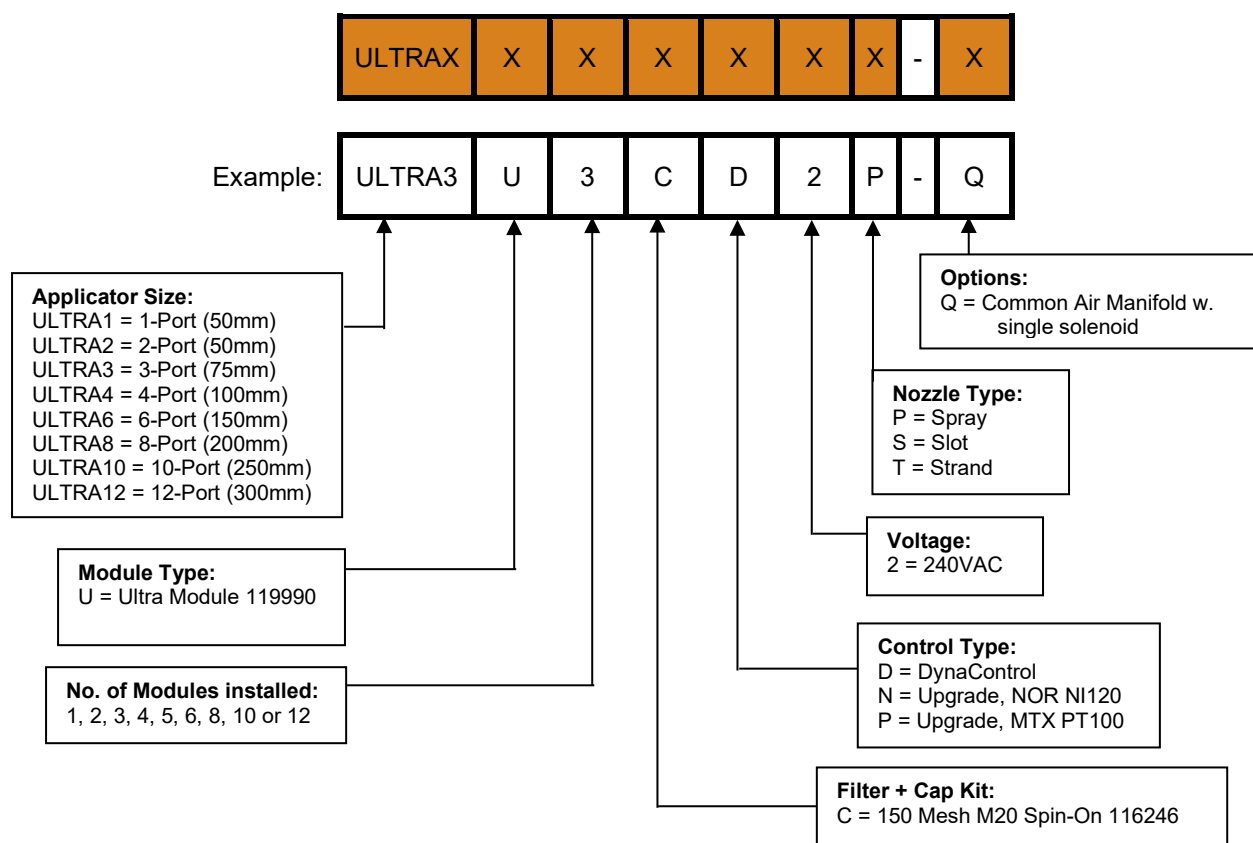 ULTRAX X X X X X X - X
Example: ULTRA3 U 3 C D 2 P - Q
Applicator Size:
ULTRA1 = 1-Port (50mm)
ULTRA2 = 2-Port (50mm)
ULTRA3 = 3-Port (75mm)
ULTRA4 = 4-Port (100mm)
ULTRA6 = 6-Port (150mm)
ULTRA8 = 8-Port (200mm)
ULTRA10 = 10-Port (250mm)
ULTRA12 = 12-Port (300mm)
Options:
Q = Common Air Manifold w.
single solenoid
Nozzle Type:
P = Spray
S = Slot
T = Strand
Voltage:
2 = 240VAC
Module Type:
U = Ultra Module 119990
No. of Modules installed:
1, 2, 3, 4, 5, 6, 8, 10 or 12
Control Type:
D = DynaControl
N = Upgrade, NOR NI120
P = Upgrade, MTX PT100
Filter + Cap Kit:
C = 150 Mesh M20 Spin-On 116246